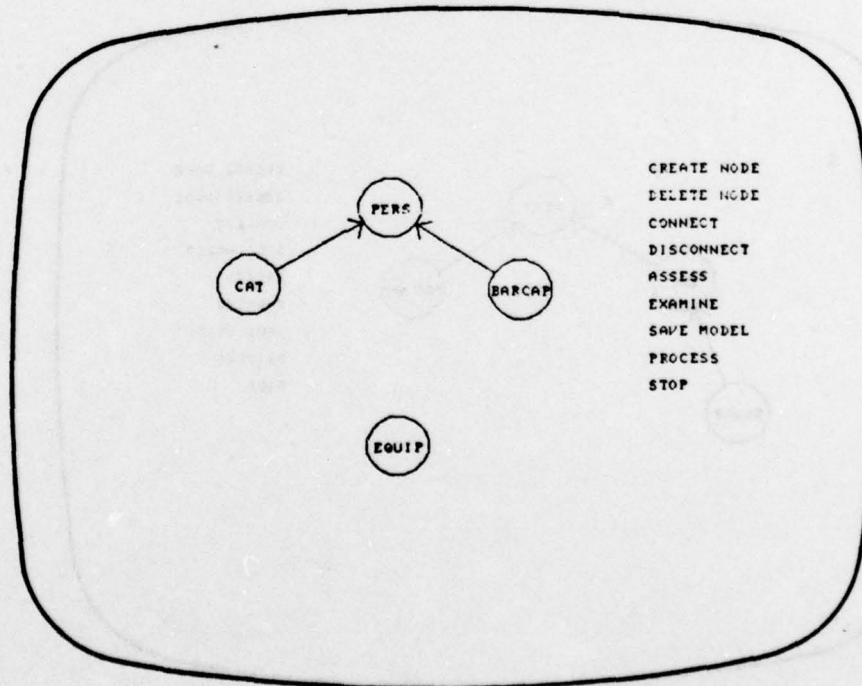 CREATE NODE
DELETE NODE
PERS
CONNECT
DISCONNECT
CAT
BARCAP
ASSESS
EXAMINE
SAVE MODEL
PROCESS
STOP
EQUIP